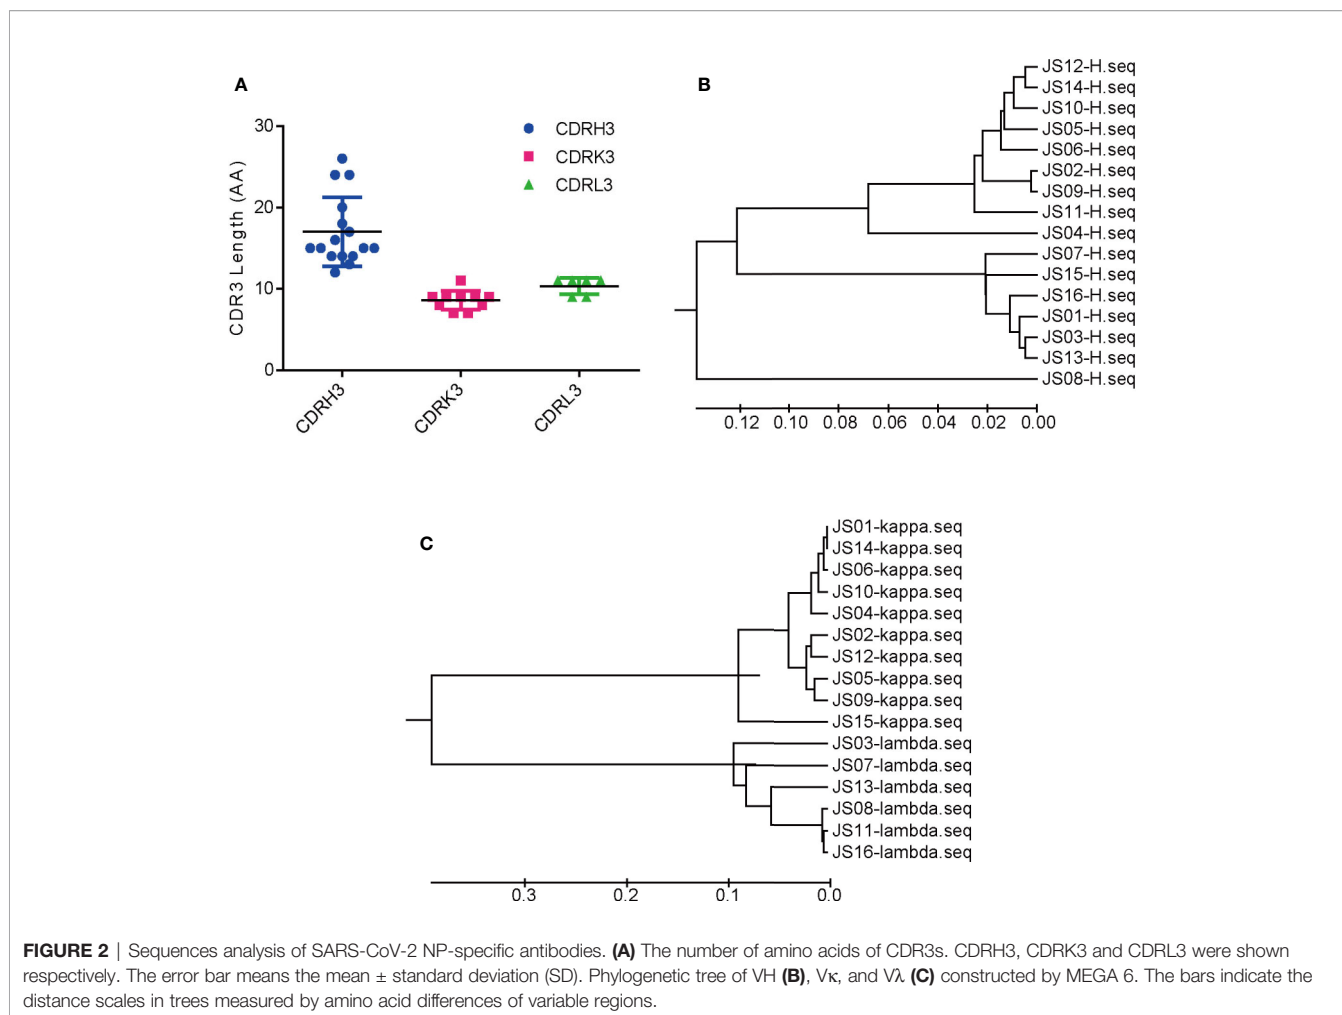 A
CDR3 Length (AA)
30
20
10
0
CDRH3
CDRK3
CDRL3
CDRH3
CDRK3
CDRL3
B
JS12-H.seq
JS14-H.seq
JS10-H.seq
JS05-H.seq
JS06-H.seq
JS02-H.seq
JS09-H.seq
JS11-H.seq
JS04-H.seq
JS07-H.seq
JS15-H.seq
JS16-H.seq
JS01-H.seq
JS03-H.seq
JS13-H.seq
JS08-H.seq
0.12 0.10 0.08 0.06 0.04 0.02 0.00
C
JS01-kappa.seq
JS14-kappa.seq
JS06-kappa.seq
JS10-kappa.seq
JS04-kappa.seq
JS02-kappa.seq
JS12-kappa.seq
JS05-kappa.seq
JS09-kappa.seq
JS15-kappa.seq
JS03-lambda.seq
JS07-lambda.seq
JS13-lambda.seq
JS08-lambda.seq
JS11-lambda.seq
JS16-lambda.seq
0.3 0.2 0.1 0.0
FIGURE 2 | Sequences analysis of SARS-CoV-2 NP-specific antibodies. (A) The number of amino acids of CDR3s. CDRH3, CDRK3 and CDRL3 were shown
respectively. The error bar means the mean ± standard deviation (SD). Phylogenetic tree of VH (B), Vκ, and Vλ (C) constructed by MEGA 6. The bars indicate the
distance scales in trees measured by amino acid differences of variable regions.